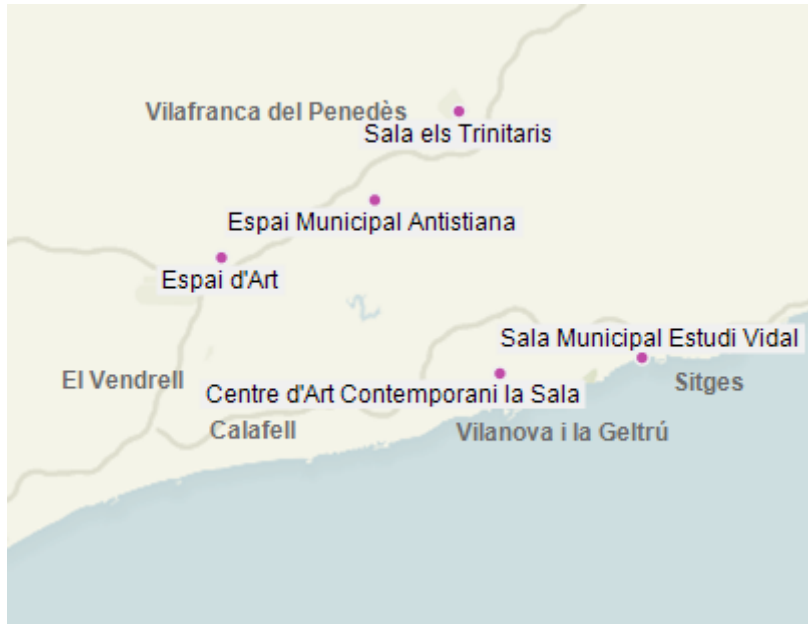 Vilafranca del Penedès
Sala els Trinitaris
Espai Municipal Antistiana
Espai d'Art
Sala Municipal Estudi Vidal
El Vendrell
Centre d'Art Contemporani la Sala
Sitges
Calafell
Vilanova i la Geltrú